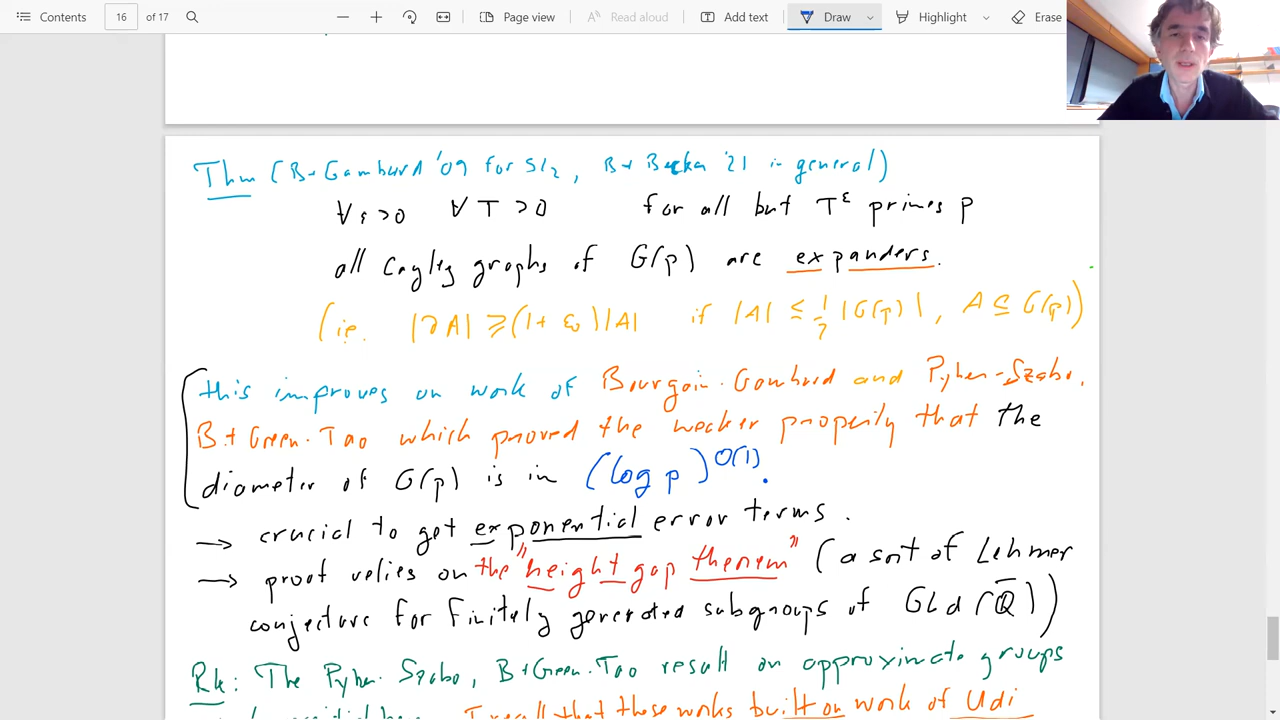 Contents 16 of 17 Page view Read aloud Add text Draw Highlight Erase
Thm (B+Gamburd '09 for Sl2, B+Becker '21 in general)
∀ε>0 ∀T>0 for all but T^ε primes p
all Cayley graphs of G(p) are expanders.
(i.e. |∂A| ≥ (1+ε₀)|A| if |A| ≤ ½|G(p)|, A ⊆ G(p))
this improves on work of Bourgain-Gamburd and Pyber-Szabo,
B+Green-Tao which proved the weaker property that the
diameter of G(p) is in (log p)^O(1).
→ crucial to get exponential error terms.
→ proof relies on the "height gap theorem" (a sort of Lehmer
conjecture for finitely generated subgroups of GLd(Q̄))
Rk: The Pyber-Szabo, B+Green-Tao result on approximate groups
I recall that these works built on work of Udi